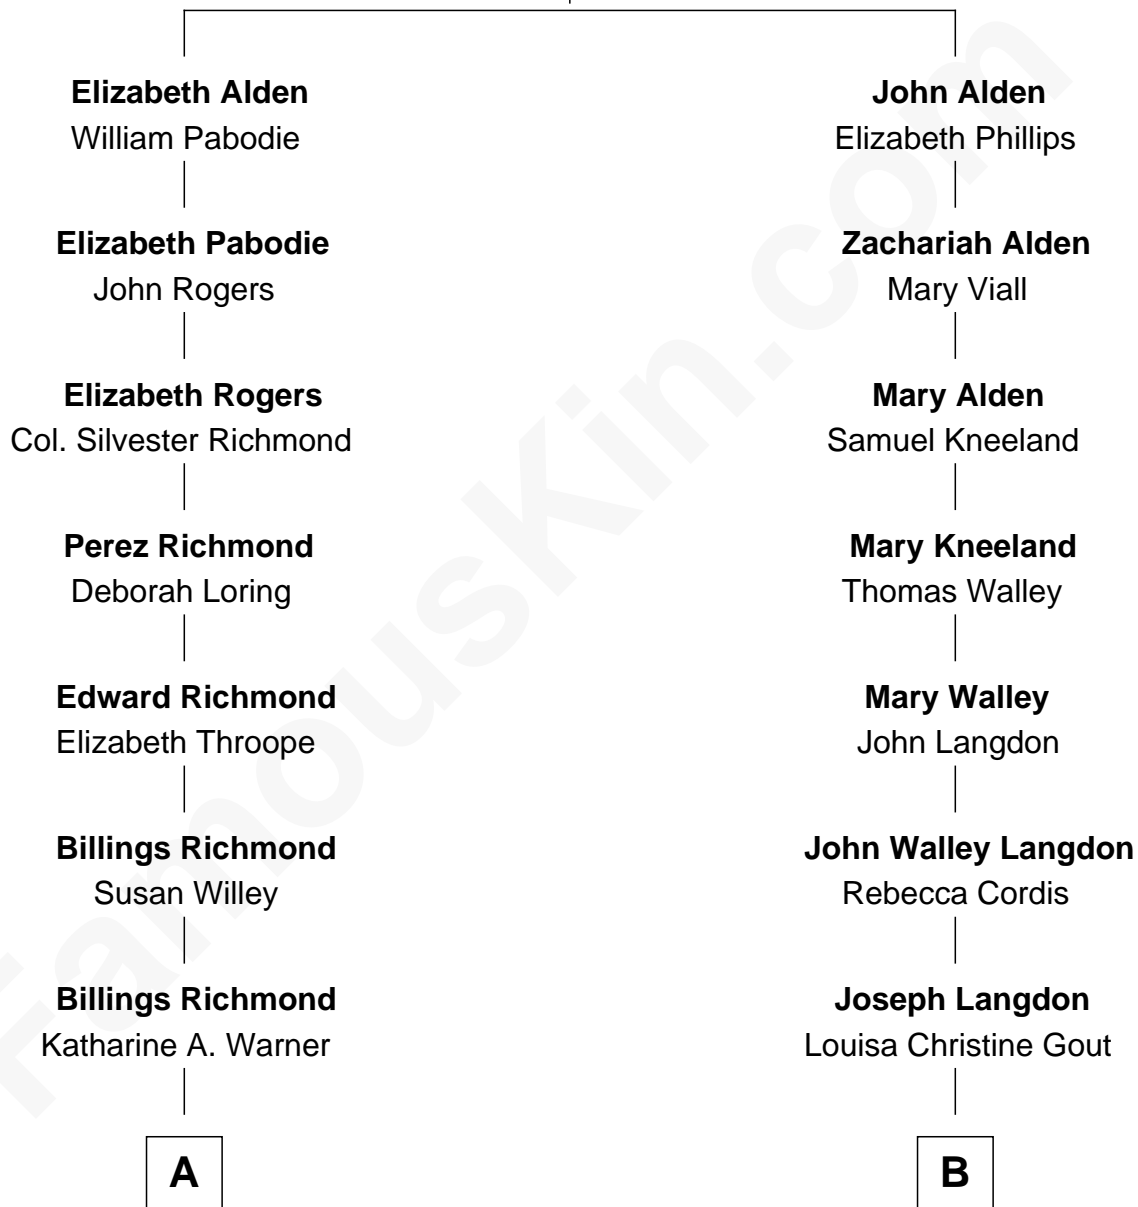 Elizabeth Alden
William Pabodie
Elizabeth Pabodie
John Rogers
Elizabeth Rogers
Col. Silvester Richmond
Perez Richmond
Deborah Loring
Edward Richmond
Elizabeth Throope
Billings Richmond
Susan Willey
Billings Richmond
Katharine A. Warner
A
John Alden
Elizabeth Phillips
Zachariah Alden
Mary Viall
Mary Alden
Samuel Kneeland
Mary Kneeland
Thomas Walley
Mary Walley
John Langdon
John Walley Langdon
Rebecca Cordis
Joseph Langdon
Louisa Christine Gout
B
FamousKin.com